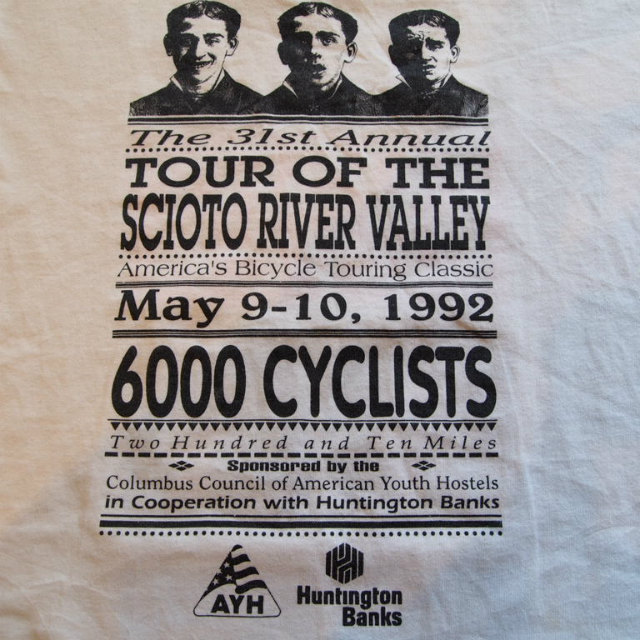 The 31st Annual
TOUR OF THE
SCIOTO RIVER VALLEY
America's Bicycle Touring Classic
May 9-10, 1992
6000 CYCLISTS
Two Hundred and Ten Miles
Sponsored by the
Columbus Council of American Youth Hostels
in Cooperation with Huntington Banks
AYH
Huntington
Banks